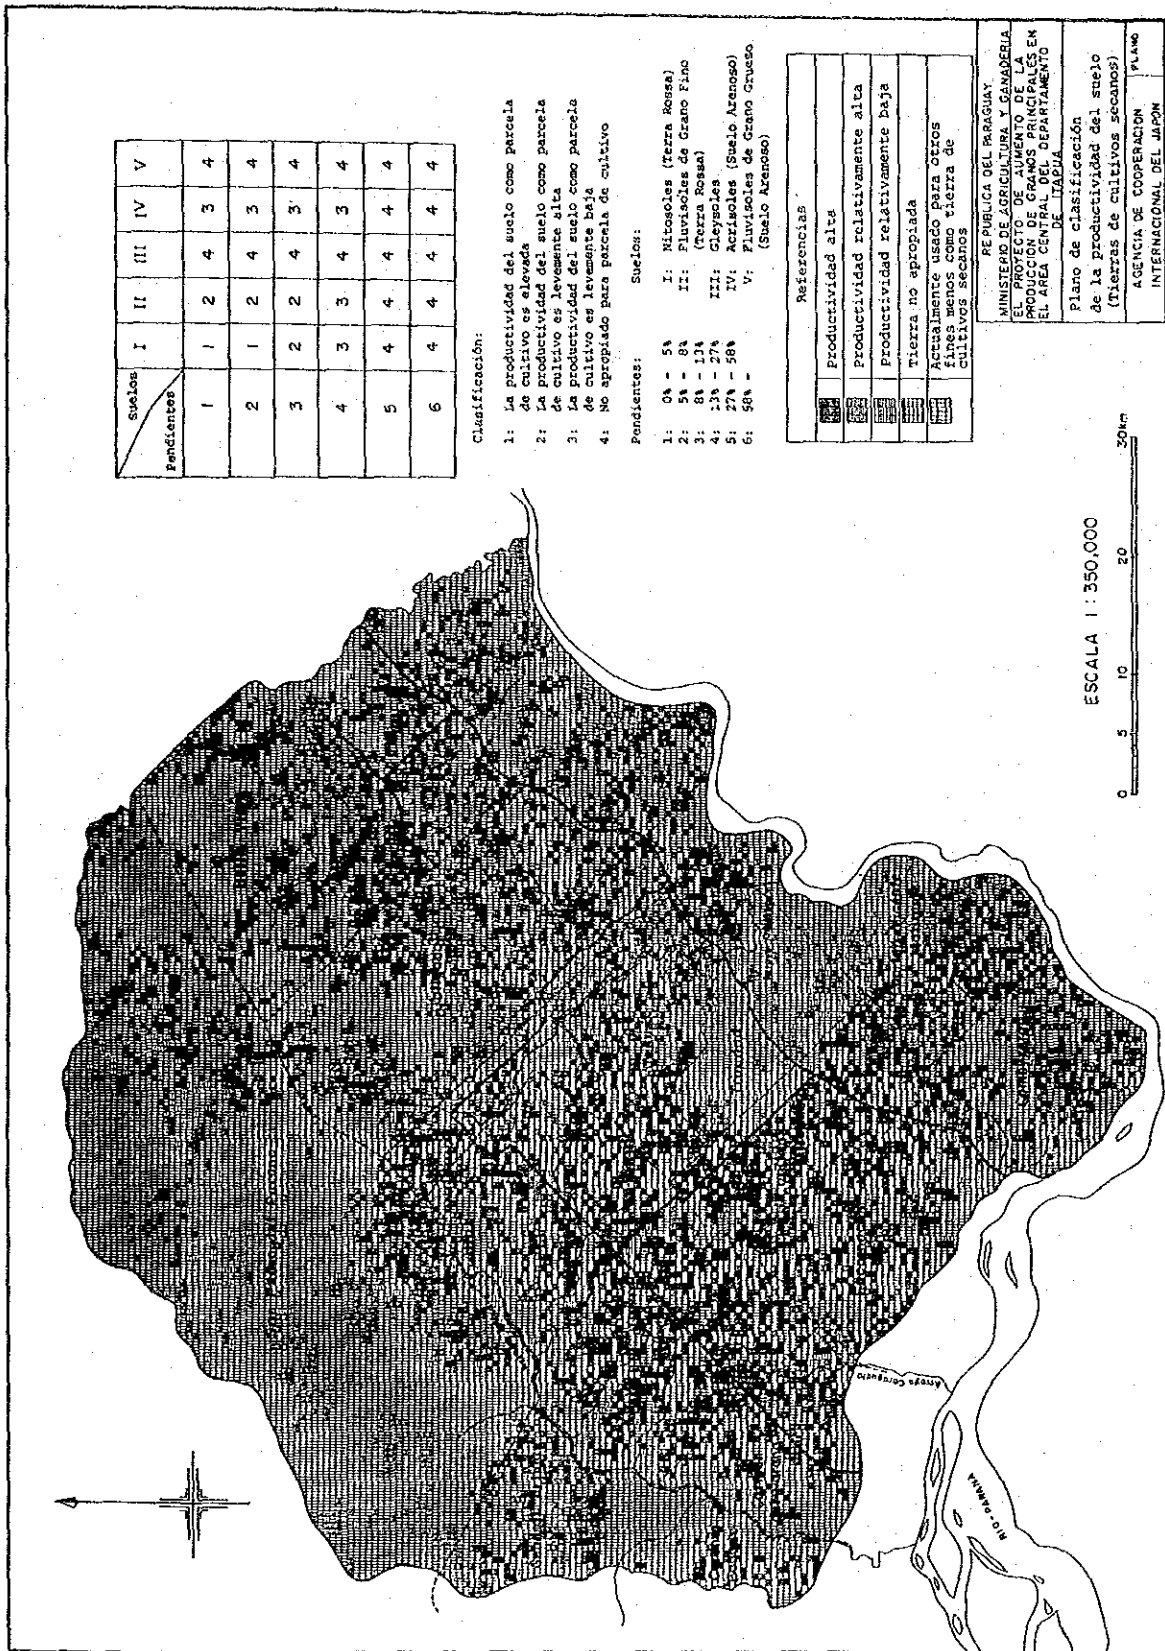 Suelos
Pendientes
I II III IV V
1 1 2 4 3 4
2 1 2 4 3 4
3 2 2 4 3 4
4 3 3 4 3 4
5 4 4 4 4 4
6 4 4 4 4 4
Clasificación:
1: La productividad del suelo como parcela
de cultivo es elevada
2: La productividad del suelo como parcela
de cultivo es levemente alta
3: La productividad del suelo como parcela
de cultivo es levemente baja
4: No apropiado para parcela de cultivo
Pendientes:
1: 0% - 5%
2: 5% - 8%
3: 8% - 13%
4: 13% - 27%
5: 27% - 58%
6: 58% -
Suelos:
I: Nitosoles (Terra Rossa)
II: Fluvisoles de Grano Fino
(Terra Rossa)
III: Gleysoles
IV: Acrisoles (Suelo Arenoso)
V: Fluvisoles de Grano Grueso
(Suelo Arenoso)
Referencias
Productividad alta
Productividad relativamente alta
Productividad relativamente baja
Tierra no apropiada
Actualmente usado para otros
fines menos como tierra de
cultivos secanos
REPUBLICA DEL PARAGUAY
MINISTERIO DE AGRICULTURA Y GANADERIA
EL PROYECTO DE AUMENTO DE LA
PRODUCCIÓN DE GRANOS PRINCIPALES EN
EL AREA CENTRAL DEL DEPARTAMENTO
DE ITAPUA
Plano de clasificación
de la productividad del suelo
(Tierras de cultivos secanos)
AGENCIA DE COOPERACION
INTERNACIONAL DEL JAPON
PLANO
ESCALA 1 : 350,000
0 5 10 20 30km
RIO-PARANA